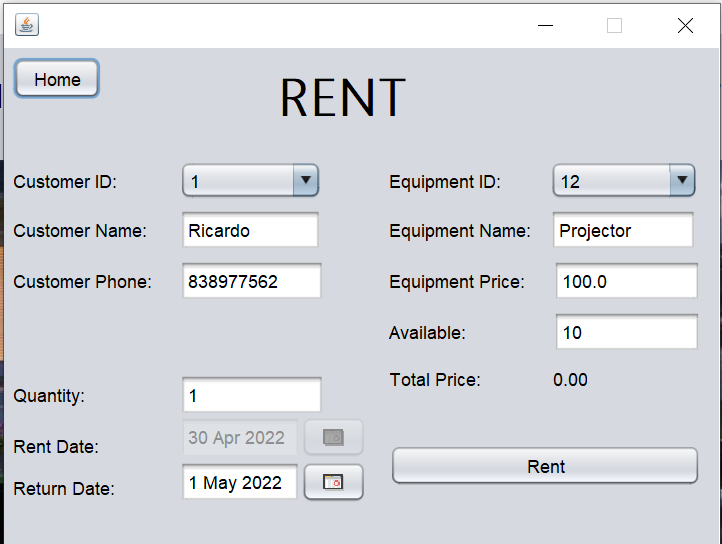 Home
RENT
Customer ID: 1 Equipment ID: 12
Customer Name: Ricardo Equipment Name: Projector
Customer Phone: 838977562 Equipment Price: 100.0
Available: 10
Total Price: 0.00
Quantity: 1
Rent Date: 30 Apr 2022
Rent
Return Date: 1 May 2022